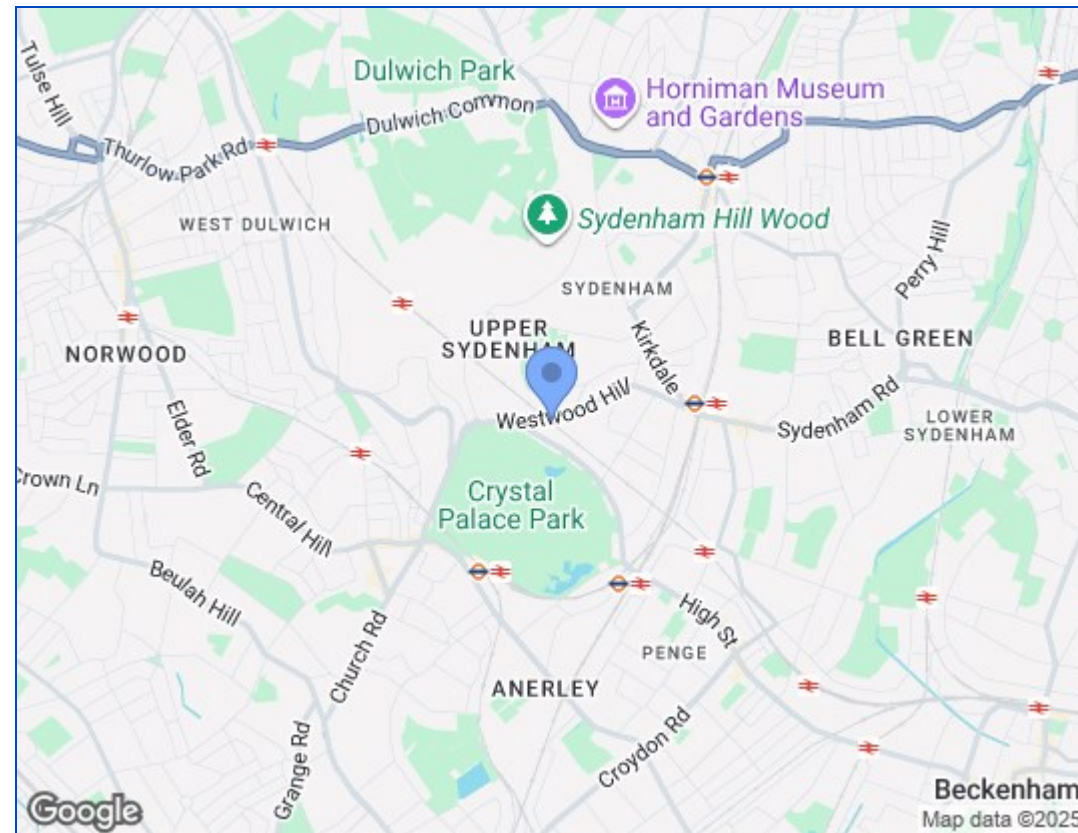 Tulse Hill
Dulwich Park
Horniman Museum
and Gardens
Dulwich Common
Thurlow Park Rd
WEST DULWICH
Sydenham Hill Wood
Perry Hill
SYDENHAM
UPPER
SYDENHAM
Kirkdale
BELL GREEN
NORWOOD
Westwood Hill
Elder Rd
Sydenham Rd
LOWER
SYDENHAM
Crown Ln
Central Hill
Crystal
Palace Park
Beulah Hill
Church Rd
High St
PENGE
ANERLEY
Grange Rd
Croydon Rd
Beckenham
Google
Map data ©2025